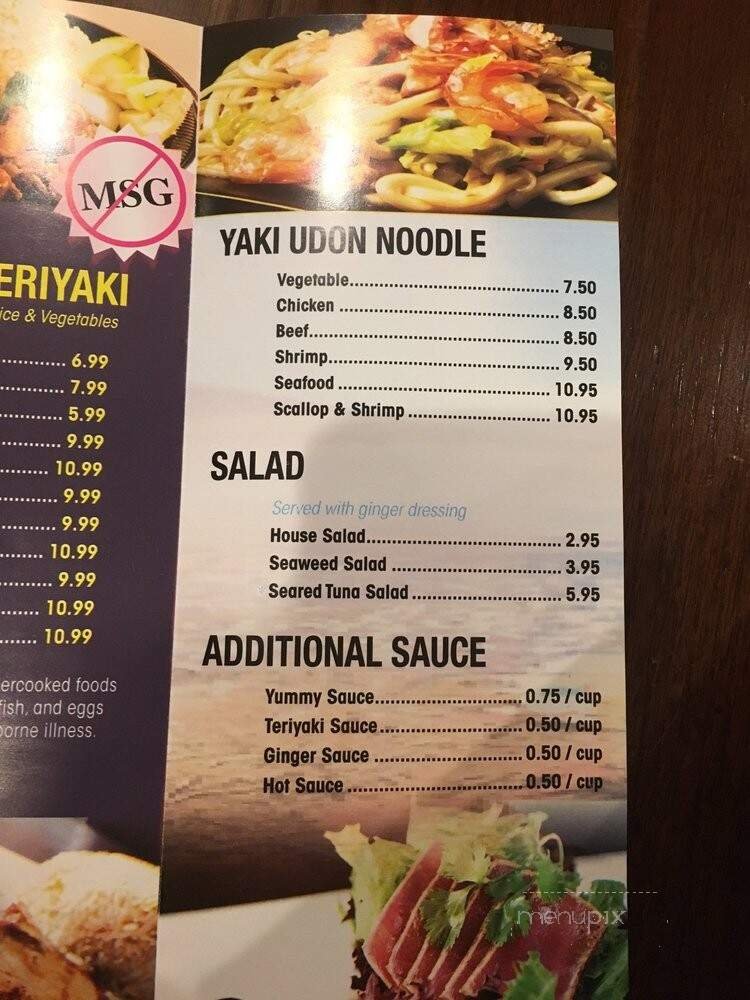 MSG
ERIYAKI
ice & Vegetables
6.99
7.99
5.99
9.99
10.99
9.99
9.99
10.99
9.99
10.99
10.99
ercooked foods
fish, and eggs
borne illness.
YAKI UDON NOODLE
Vegetable 7.50
Chicken 8.50
Beef 8.50
Shrimp 9.50
Seafood 10.95
Scallop & Shrimp 10.95
SALAD
Served with ginger dressing
House Salad 2.95
Seaweed Salad 3.95
Seared Tuna Salad 5.95
ADDITIONAL SAUCE
Yummy Sauce 0.75 / cup
Teriyaki Sauce 0.50 / cup
Ginger Sauce 0.50 / cup
Hot Sauce 0.50 / cup
menupix